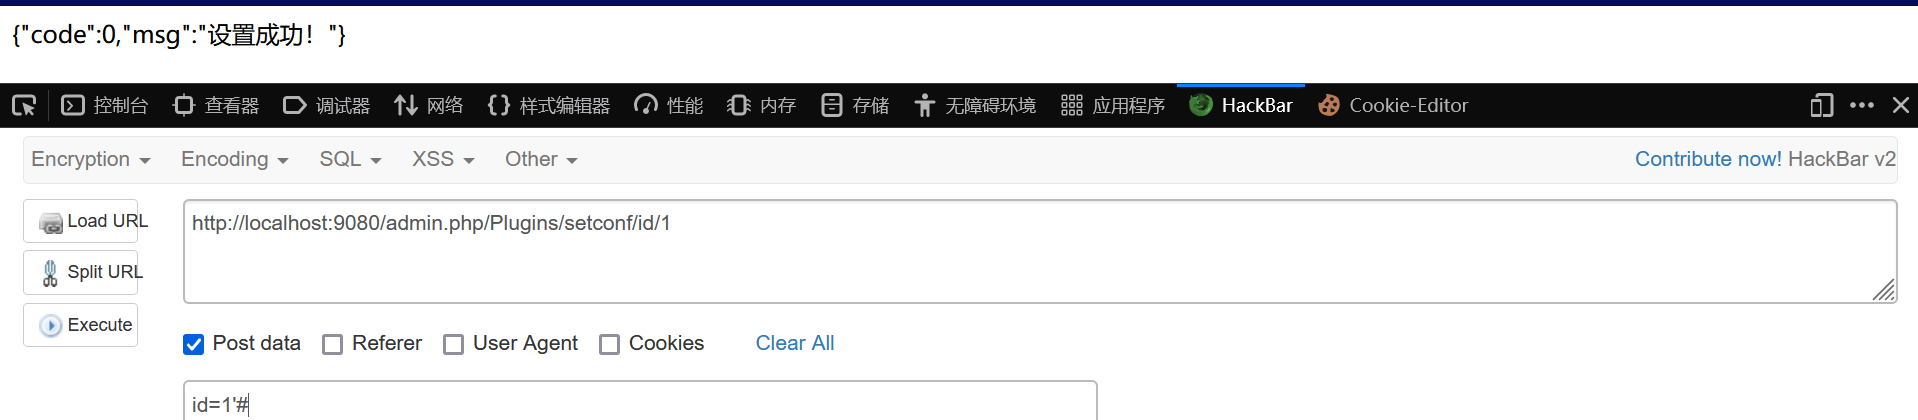 {"code":0,"msg":"设置成功！"}
控制台 查看器 调试器 网络 样式编辑器 性能 内存 存储 无障碍环境 应用程序 HackBar Cookie-Editor
Encryption Encoding SQL XSS Other Contribute now! HackBar v2
Load URL
http://localhost:9080/admin.php/Plugins/setconf/id/1
Split URL
Execute
Post data Referer User Agent Cookies Clear All
id=1'#